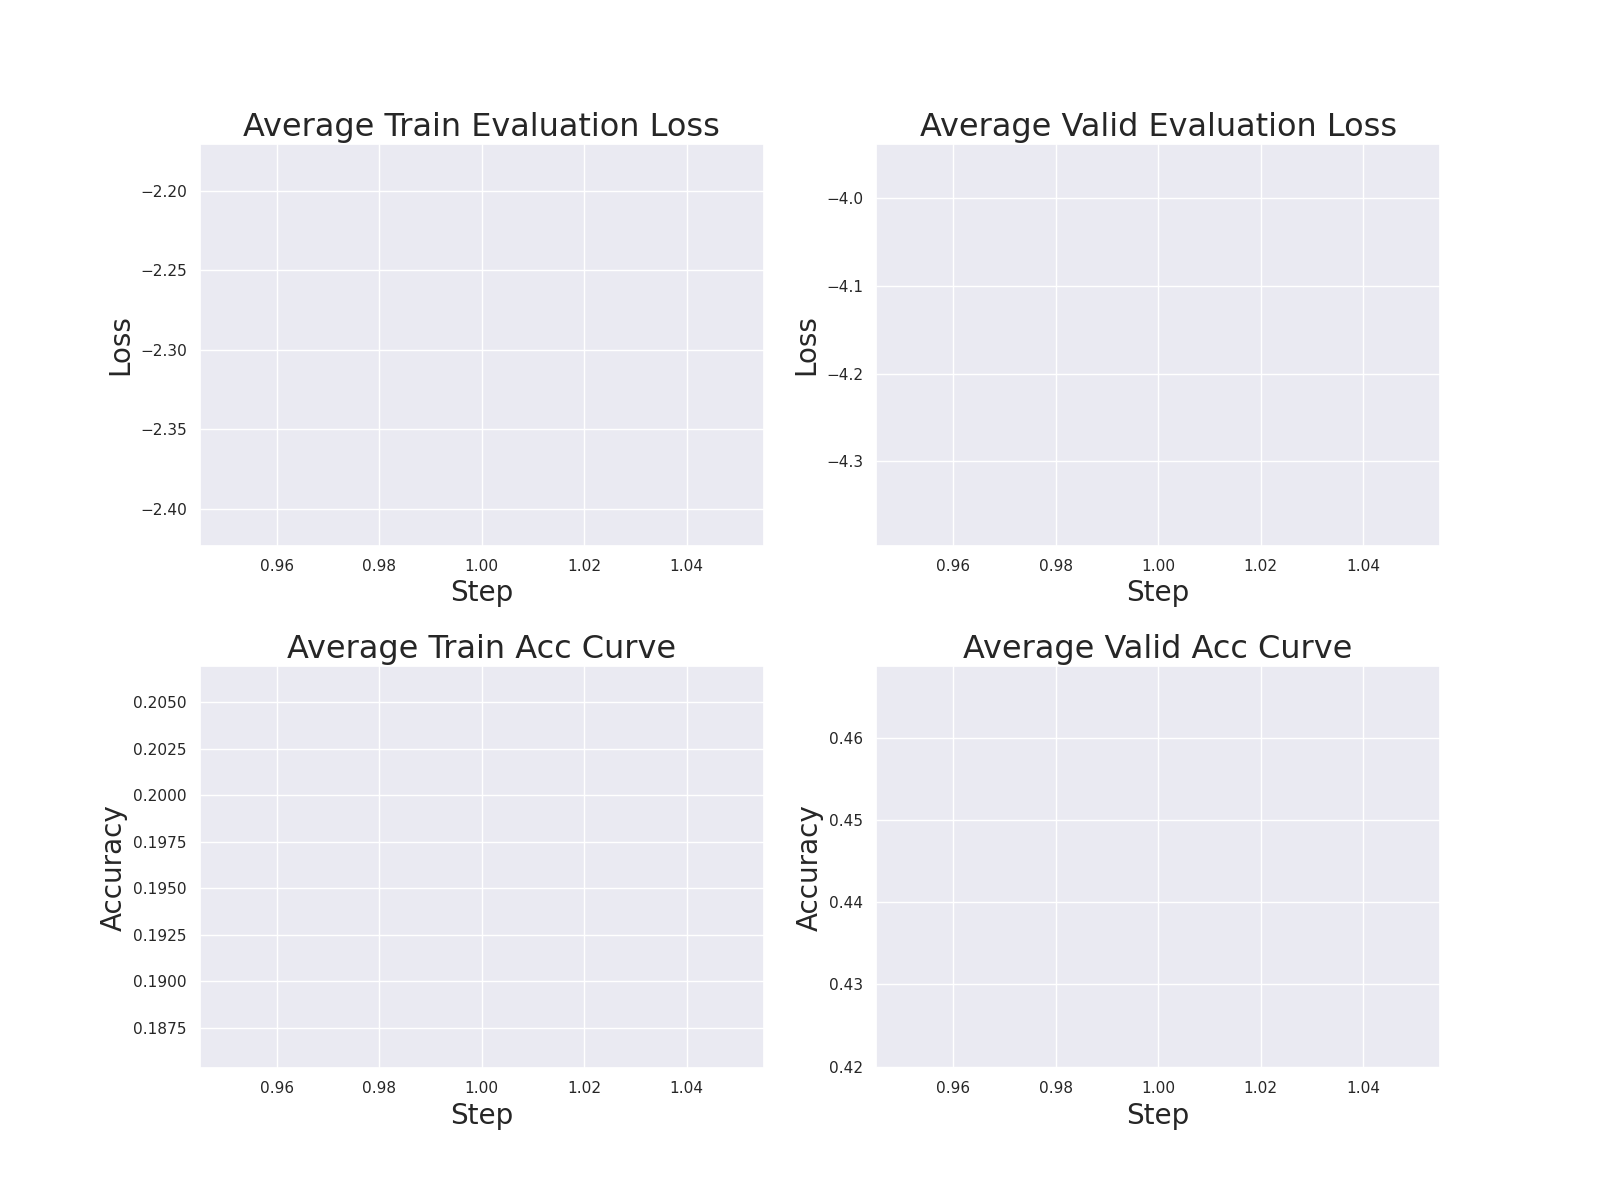 Average Train Evaluation Loss
Loss
−2.20
−2.25
−2.30
−2.35
−2.40
0.96 0.98 1.00 1.02 1.04
Step
Average Valid Evaluation Loss
Loss
−4.0
−4.1
−4.2
−4.3
0.96 0.98 1.00 1.02 1.04
Step
Average Train Acc Curve
Accuracy
0.2050
0.2025
0.2000
0.1975
0.1950
0.1925
0.1900
0.1875
0.96 0.98 1.00 1.02 1.04
Step
Average Valid Acc Curve
Accuracy
0.46
0.45
0.44
0.43
0.42
0.96 0.98 1.00 1.02 1.04
Step